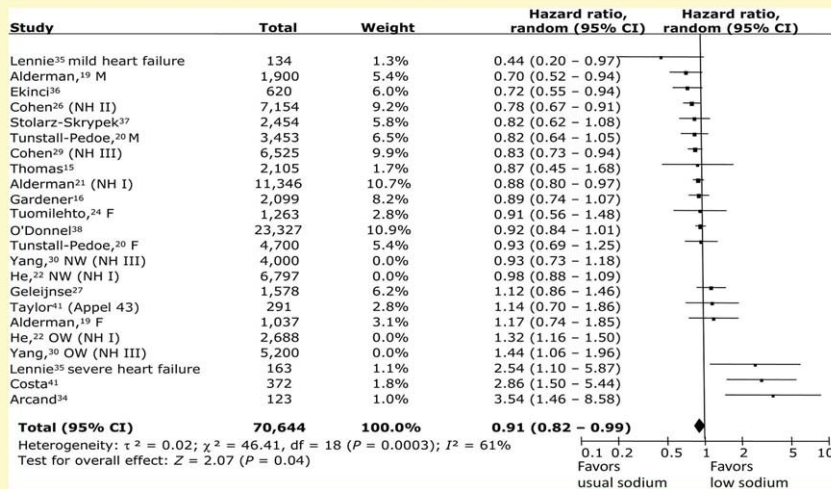 Study Total Weight Hazard ratio, random (95% CI) Hazard ratio, random (95% CI)
Lennie³⁵ mild heart failure 134 1.3% 0.44 (0.20 – 0.97)
Alderman,¹⁹ M 1,900 5.4% 0.70 (0.52 – 0.94)
Ekinci³⁶ 620 6.0% 0.72 (0.55 – 0.94)
Cohen²⁶ (NH II) 7,154 9.2% 0.78 (0.67 – 0.91)
Stolarz-Skrypek³⁷ 2,454 5.8% 0.82 (0.62 – 1.08)
Tunstall-Pedoe,²⁰ M 3,453 6.5% 0.82 (0.64 – 1.05)
Cohen²⁹ (NH III) 6,525 9.9% 0.83 (0.73 – 0.94)
Thomas¹⁵ 2,105 1.7% 0.87 (0.45 – 1.68)
Alderman²¹ (NH I) 11,346 10.7% 0.88 (0.80 – 0.97)
Gardener¹⁶ 2,099 8.2% 0.89 (0.74 – 1.07)
Tuomilehto,²⁴ F 1,263 2.8% 0.91 (0.56 – 1.48)
O'Donnel³⁸ 23,327 10.9% 0.92 (0.84 – 1.01)
Tunstall-Pedoe,²⁰ F 4,700 5.4% 0.93 (0.69 – 1.25)
Yang,³⁰ NW (NH III) 4,000 0.0% 0.93 (0.73 – 1.18)
He,²² NW (NH I) 6,797 0.0% 0.98 (0.88 – 1.09)
Geleijnse²⁷ 1,578 6.2% 1.12 (0.86 – 1.46)
Taylor⁴¹ (Appel 43) 291 2.8% 1.14 (0.70 – 1.86)
Alderman,¹⁹ F 1,037 3.1% 1.17 (0.74 – 1.85)
He,²² OW (NH I) 2,688 0.0% 1.32 (1.16 – 1.50)
Yang,³⁰ OW (NH III) 5,200 0.0% 1.44 (1.06 – 1.96)
Lennie³⁵ severe heart failure 163 1.1% 2.54 (1.10 – 5.87)
Costa⁴¹ 372 1.8% 2.86 (1.50 – 5.44)
Arcand³⁴ 123 1.0% 3.54 (1.46 – 8.58)
Total (95% CI) 70,644 100.0% 0.91 (0.82 – 0.99)
Heterogeneity: τ ² = 0.02; χ ² = 46.41, df = 18 (P = 0.0003); I² = 61%
Test for overall effect: Z = 2.07 (P = 0.04)
0.1 0.2 0.5 1 2 5 10
Favors usual sodium
Favors low sodium